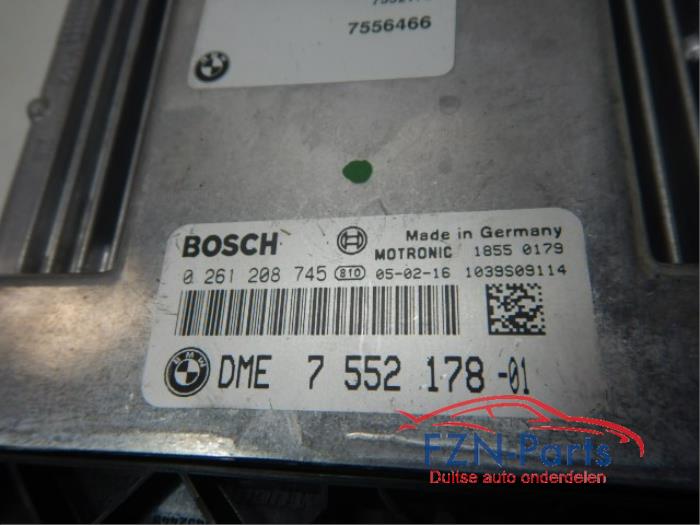 7556466
BOSCH
Made in Germany
MOTRONIC 1855 0179
0 261 208 745 810 05-02-16 1039S09114
BMW DME 7 552 178 -01
FZN-Parts
Duitse auto onderdelen